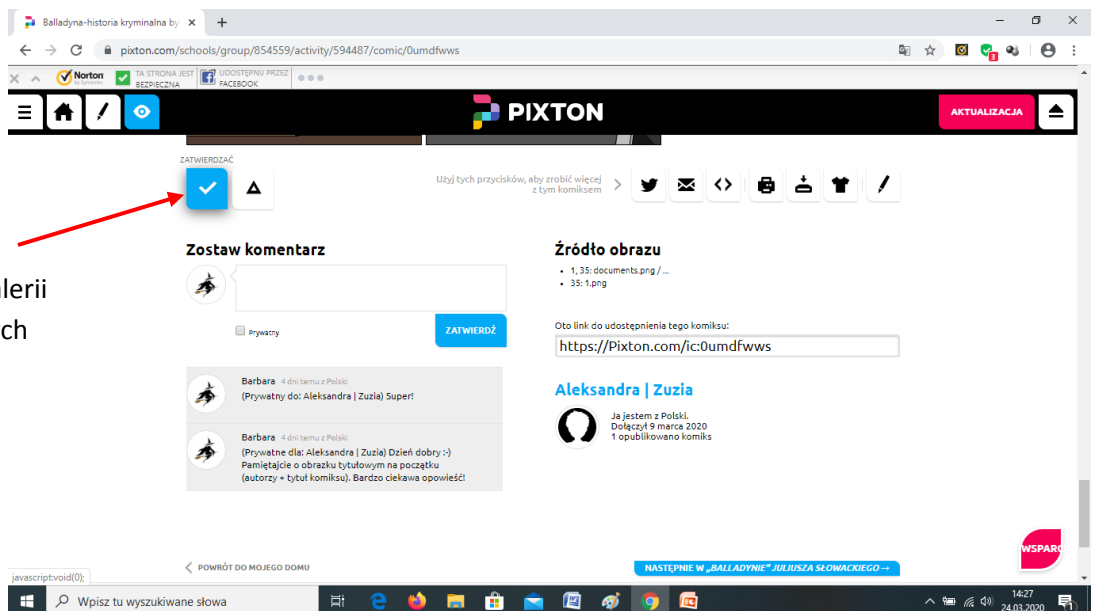 Balladyna-historia kryminalna by
pixton.com/schools/group/854559/activity/594487/comic/0umdfwws
Norton
by Symantec
TA STRONA JEST
BEZPIECZNA
UDOSTĘPNIJ PRZEZ
FACEBOOK
PIXTON
AKTUALIZACJA
ZATWIERDZAĆ
Użyj tych przycisków, aby zrobić więcej
z tym komiksem
Zostaw komentarz
Prywatny
ZATWIERDŹ
Barbara 4 dni temu z Polski
(Prywatny do: Aleksandra | Zuzia) Super!
Barbara 4 dni temu z Polski
(Prywatne dla: Aleksandra | Zuzia) Dzień dobry :-)
Pamiętajcie o obrazku tytułowym na początku
(autorzy + tytuł komiksu). Bardzo ciekawa opowieść!
Źródło obrazu
1, 35: documents.png / ...
35: 1.png
Oto link do udostępnienia tego komiksu:
https://Pixton.com/ic:0umdfwws
Aleksandra | Zuzia
Ja jestem z Polski.
Dołączył 9 marca 2020
1 opublikowano komiks
lerii
ch
WSPARC
POWRÓT DO MOJEGO DOMU
NASTĘPNIE W „BALLADYNIE" JULIUSZA SŁOWACKIEGO →
javascript:void(0);
Wpisz tu wyszukiwane słowa
14:27
24.03.2020